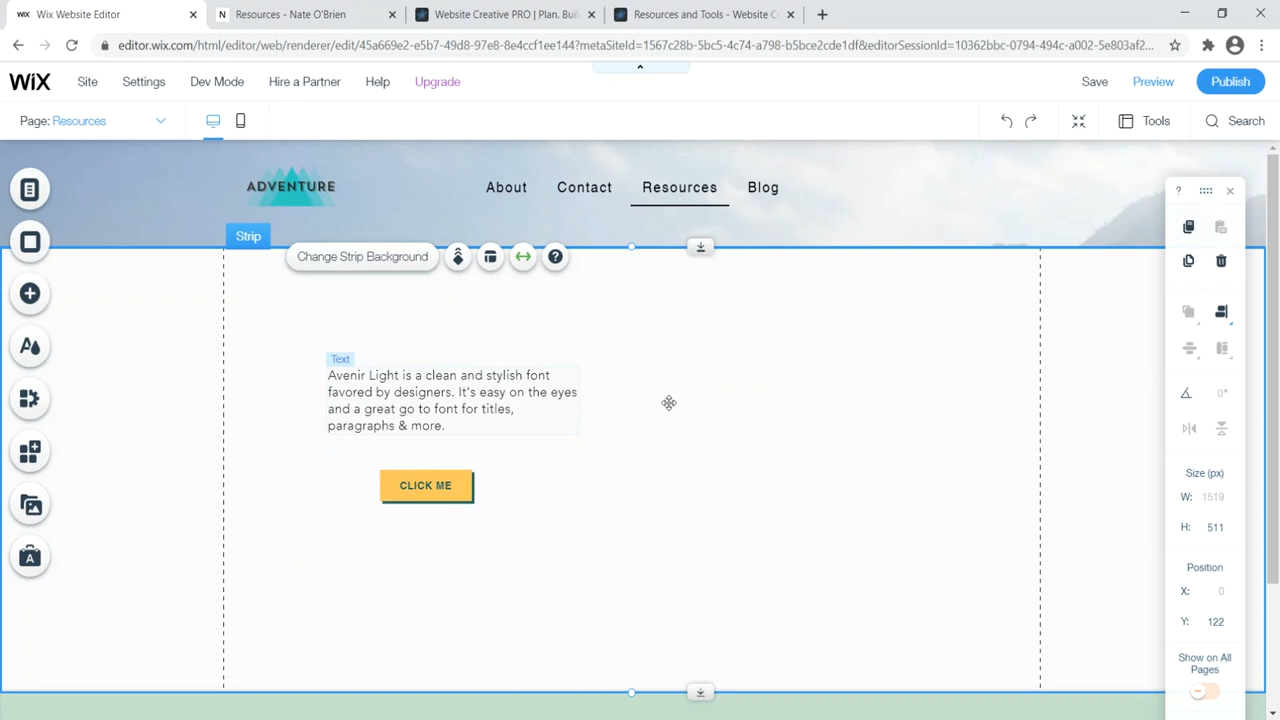 Wix Website Editor
Resources - Nate O'Brien
Website Creative PRO | Plan. Bui
Resources and Tools - Website C
editor.wix.com/html/editor/web/renderer/edit/45a669e2-e5b7-49d8-97e8-8e4ccf1ee144?metaSiteId=1567c28b-5bc5-4c74-a798-b5bce2cde1df&editorSessionId=10362bbc-0794-494c-a002-5e803af2...
WiX
Site
Settings
Dev Mode
Hire a Partner
Help
Upgrade
Save
Preview
Publish
Page: Resources
Tools
Search
ADVENTURE
About
Contact
Resources
Blog
Strip
Change Strip Background
Text
Avenir Light is a clean and stylish font
favored by designers. It's easy on the eyes
and a great go to font for titles,
paragraphs & more.
CLICK ME
0°
Size (px)
W: 1519
H: 511
Position
X: 0
Y: 122
Show on All
Pages